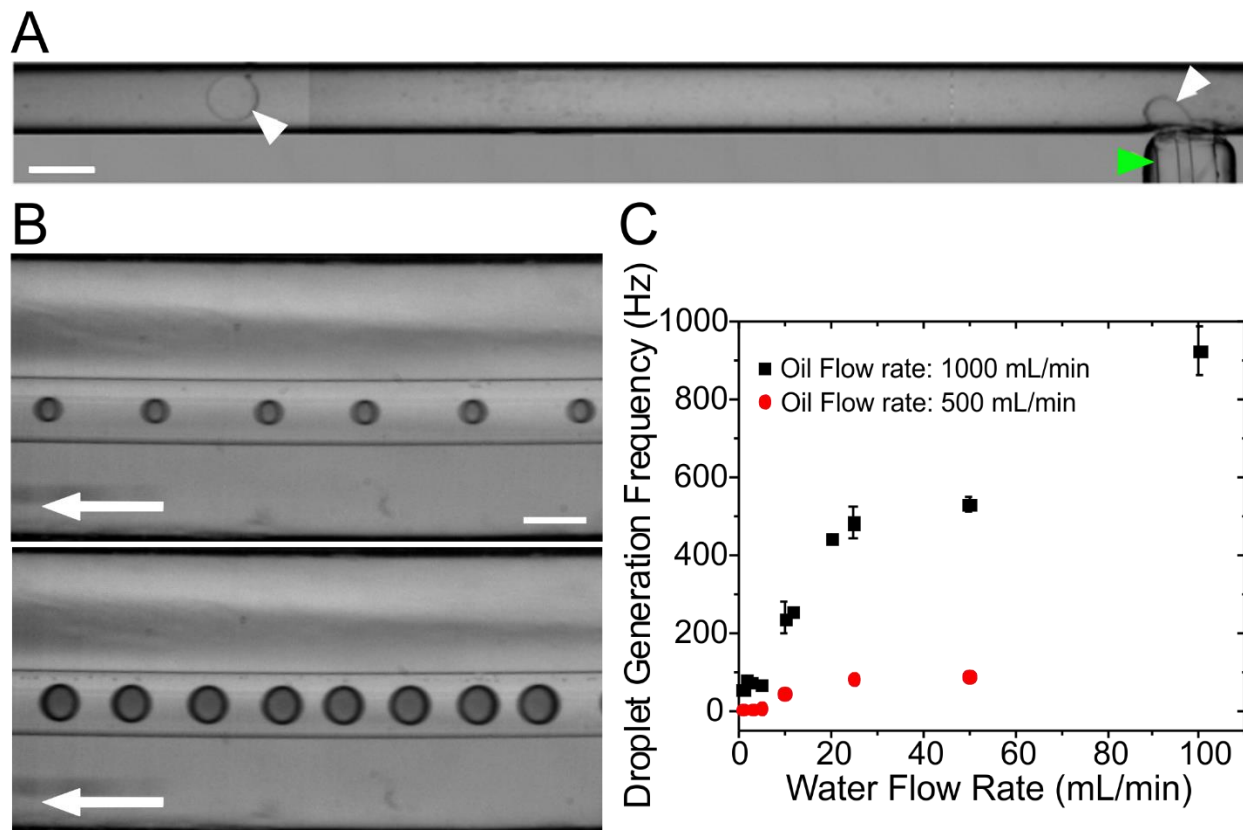 A
B
C
Droplet Generation Frequency (Hz)
1000
800
600
400
200
0
Oil Flow rate: 1000 mL/min
Oil Flow rate: 500 mL/min
0 20 40 60 80 100
Water Flow Rate (mL/min)